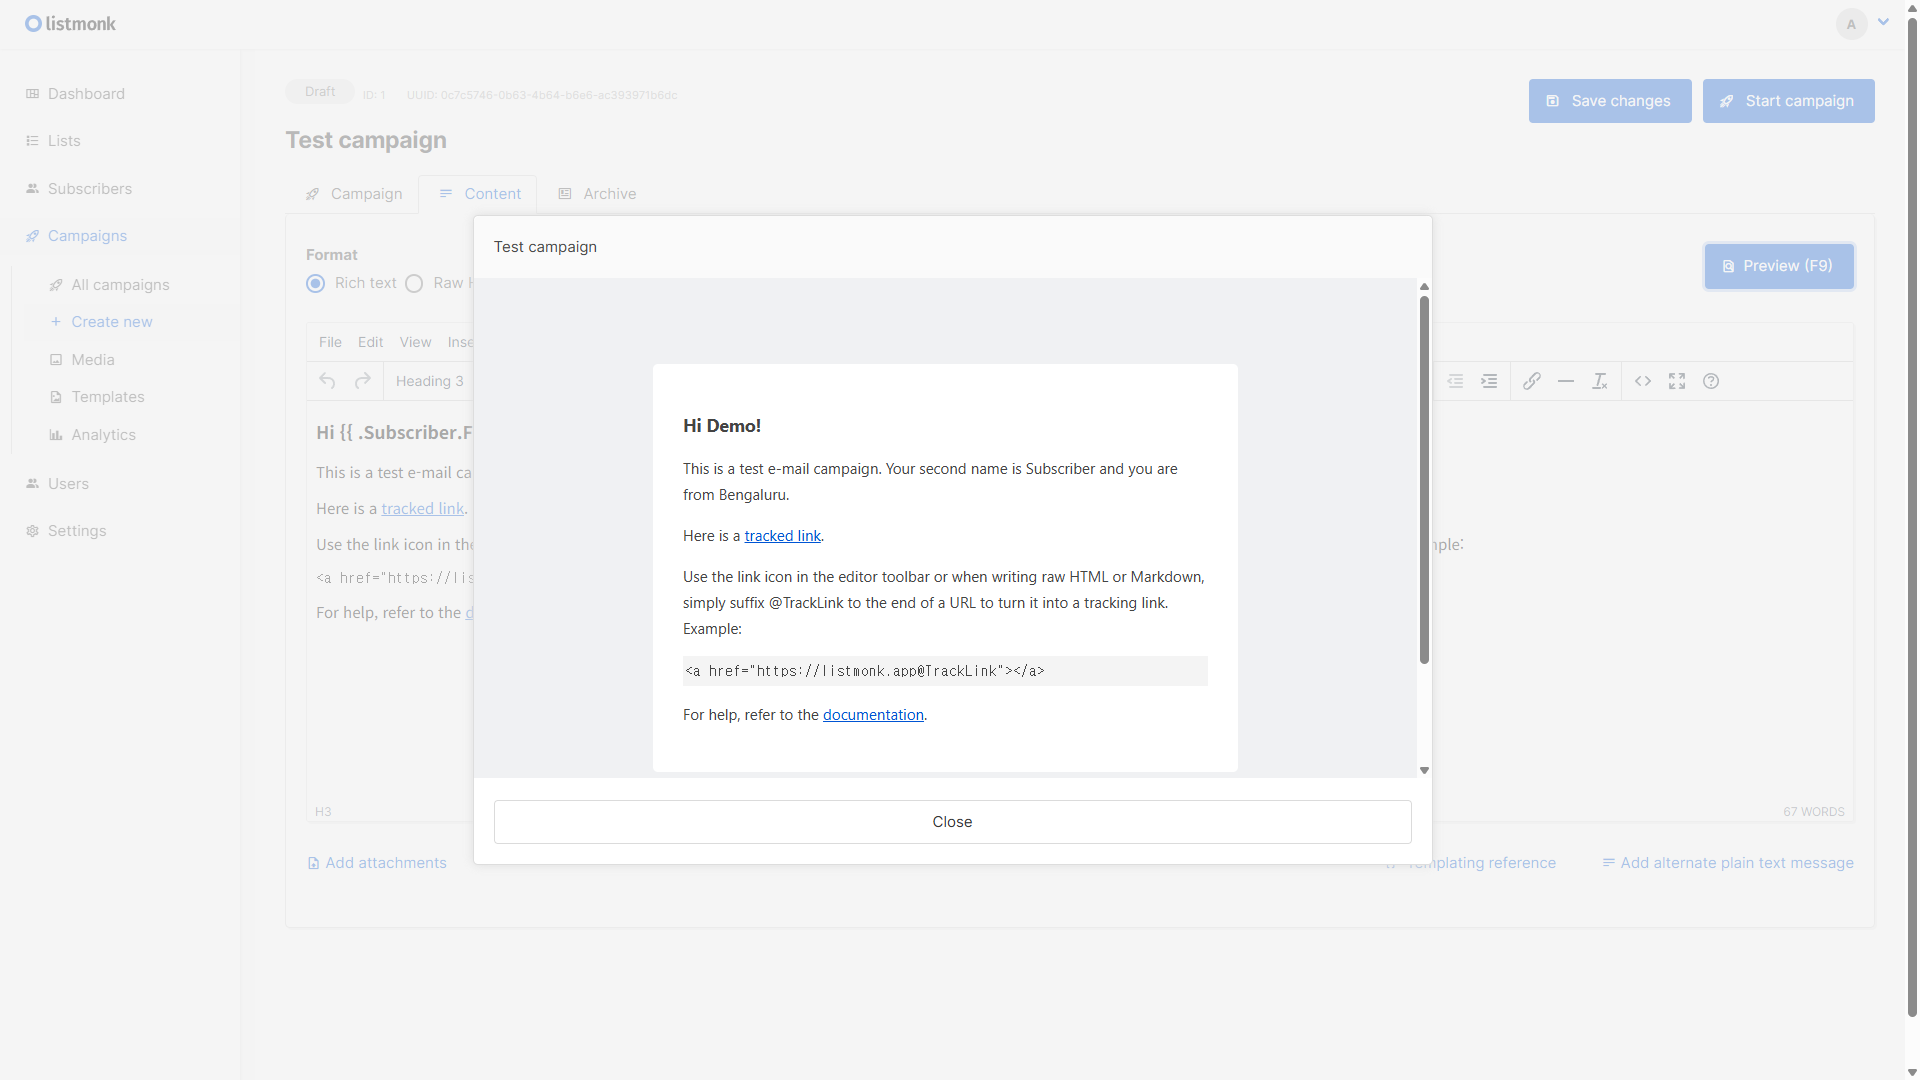 listmonk
A
Dashboard
Lists
Subscribers
Campaigns
All campaigns
Create new
Media
Templates
Analytics
Users
Settings
Draft
ID: 1
UUID: 0c7c5746-0b63-4b64-b6e6-ac393971b6dc
Save changes
Start campaign
Test campaign
Campaign
Content
Archive
Format
Rich text
Raw
Preview (F9)
File
Edit
View
Inse
Heading 3
Hi {{ .Subscriber.F
This is a test e-mail ca
Here is a tracked link.
Use the link icon in the
<a href="https://lis
For help, refer to the d
mple:
H3
67 WORDS
Add attachments
mplating reference
Add alternate plain text message
Test campaign
Hi Demo!
This is a test e-mail campaign. Your second name is Subscriber and you are
from Bengaluru.
Here is a tracked link.
Use the link icon in the editor toolbar or when writing raw HTML or Markdown,
simply suffix @TrackLink to the end of a URL to turn it into a tracking link.
Example:
<a href="https://listmonk.app@TrackLink"></a>
For help, refer to the documentation.
Close